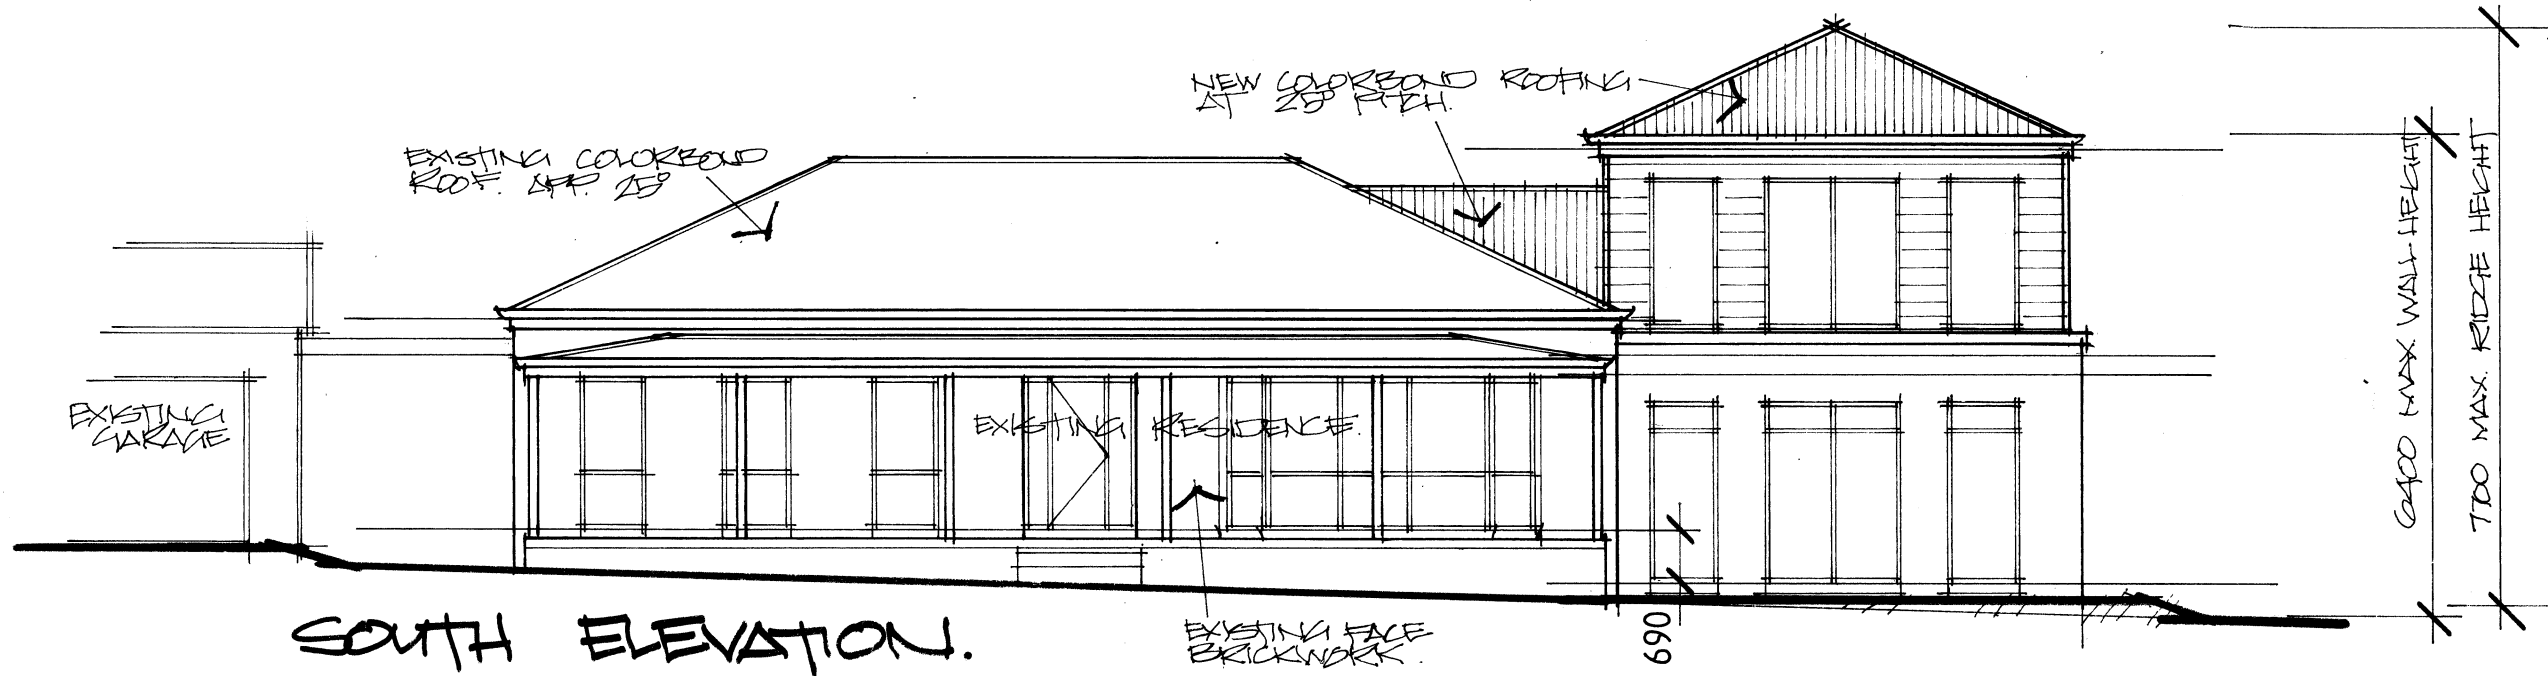 NEW COLORBOND ROOFING
AT 25° PITCH.
EXISTING COLORBOND
ROOF. APP. 25°
EXISTING
GARAGE
EXISTING RESIDENCE.
6400 MAX WALL HEIGHT
7700 MAX. RIDGE HEIGHT
690
EXISTING FACE
BRICKWORK.
SOUTH ELEVATION.